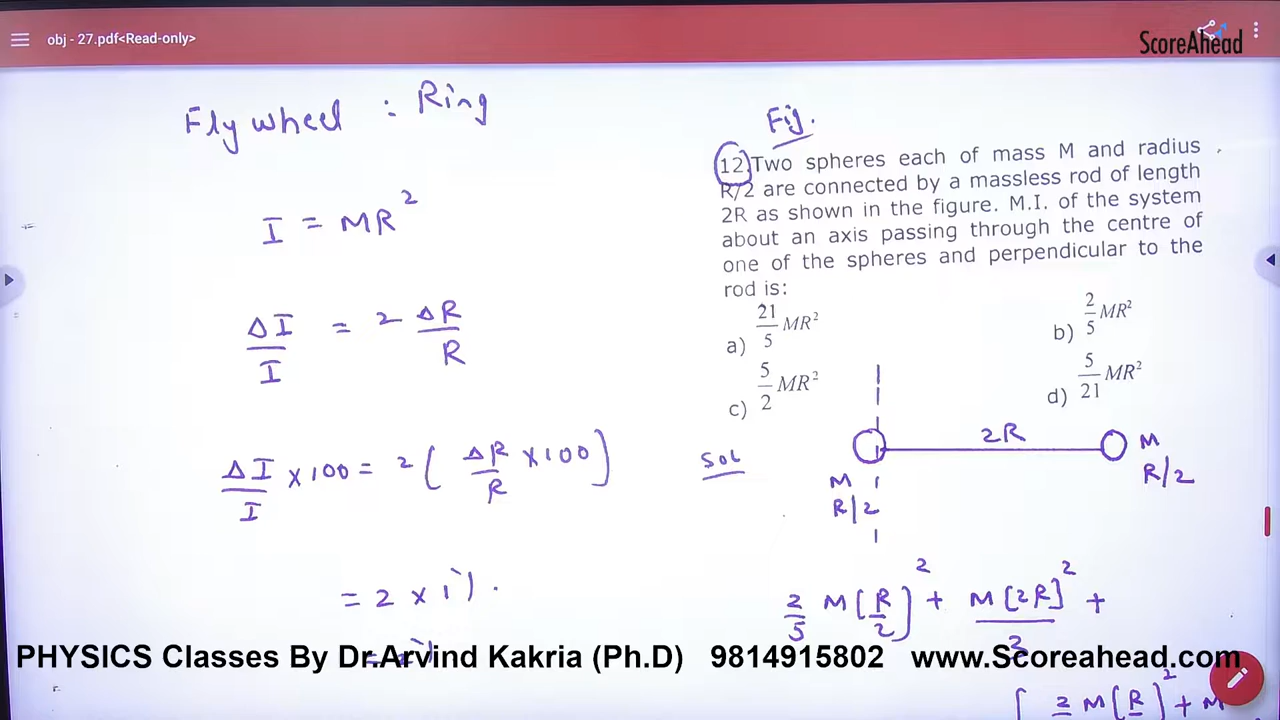 obj - 27.pdf<Read-only>
ScoreAhead
Flywheel : Ring
I = MR²
ΔI/I = 2 ΔR/R
ΔI/I × 100 = 2 ( ΔR/R × 100 )
= 2 × 1 % .
Fig.
12 Two spheres each of mass M and radius
R/2 are connected by a massless rod of length
2R as shown in the figure. M.I. of the system
about an axis passing through the centre of
one of the spheres and perpendicular to the
rod is:
a) 21/5 MR² b) 2/5 MR²
c) 5/2 MR² d) 5/21 MR²
Sol
2R
M M
R/2 R/2
2/5 M[R/2]² + M[2R]²/3 +
[ 2 M[R]² + M
PHYSICS Classes By Dr.Arvind Kakria (Ph.D) 9814915802 www.Scoreahead.com